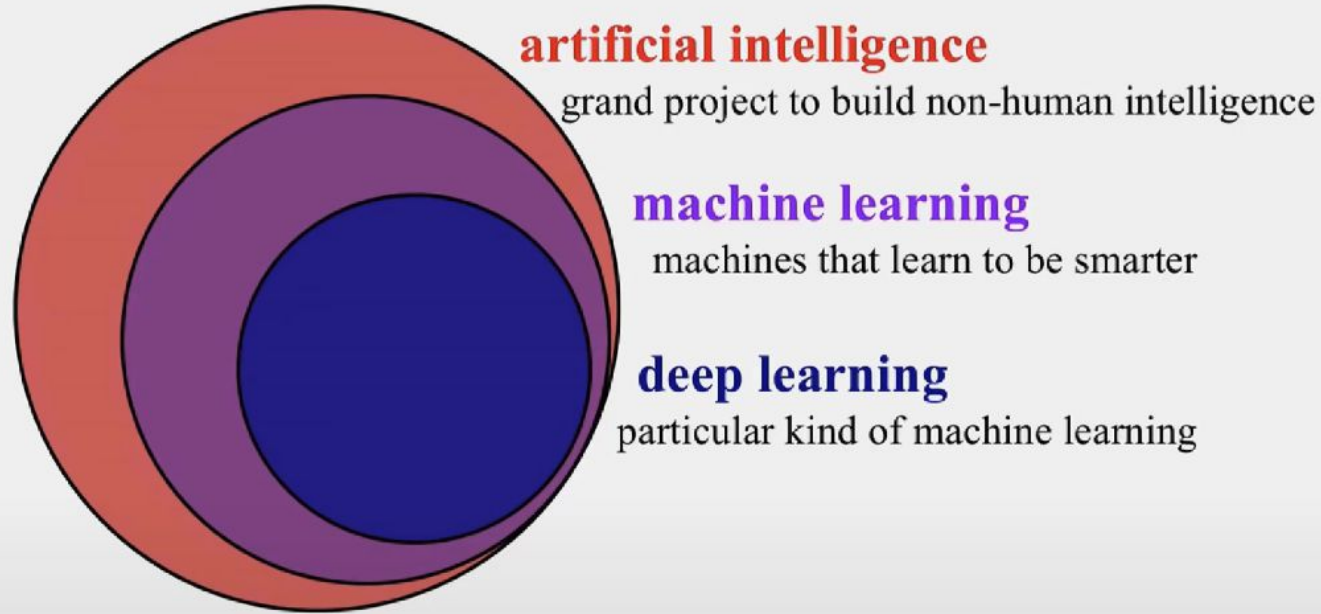 artificial intelligence
grand project to build non-human intelligence
machine learning
machines that learn to be smarter
deep learning
particular kind of machine learning